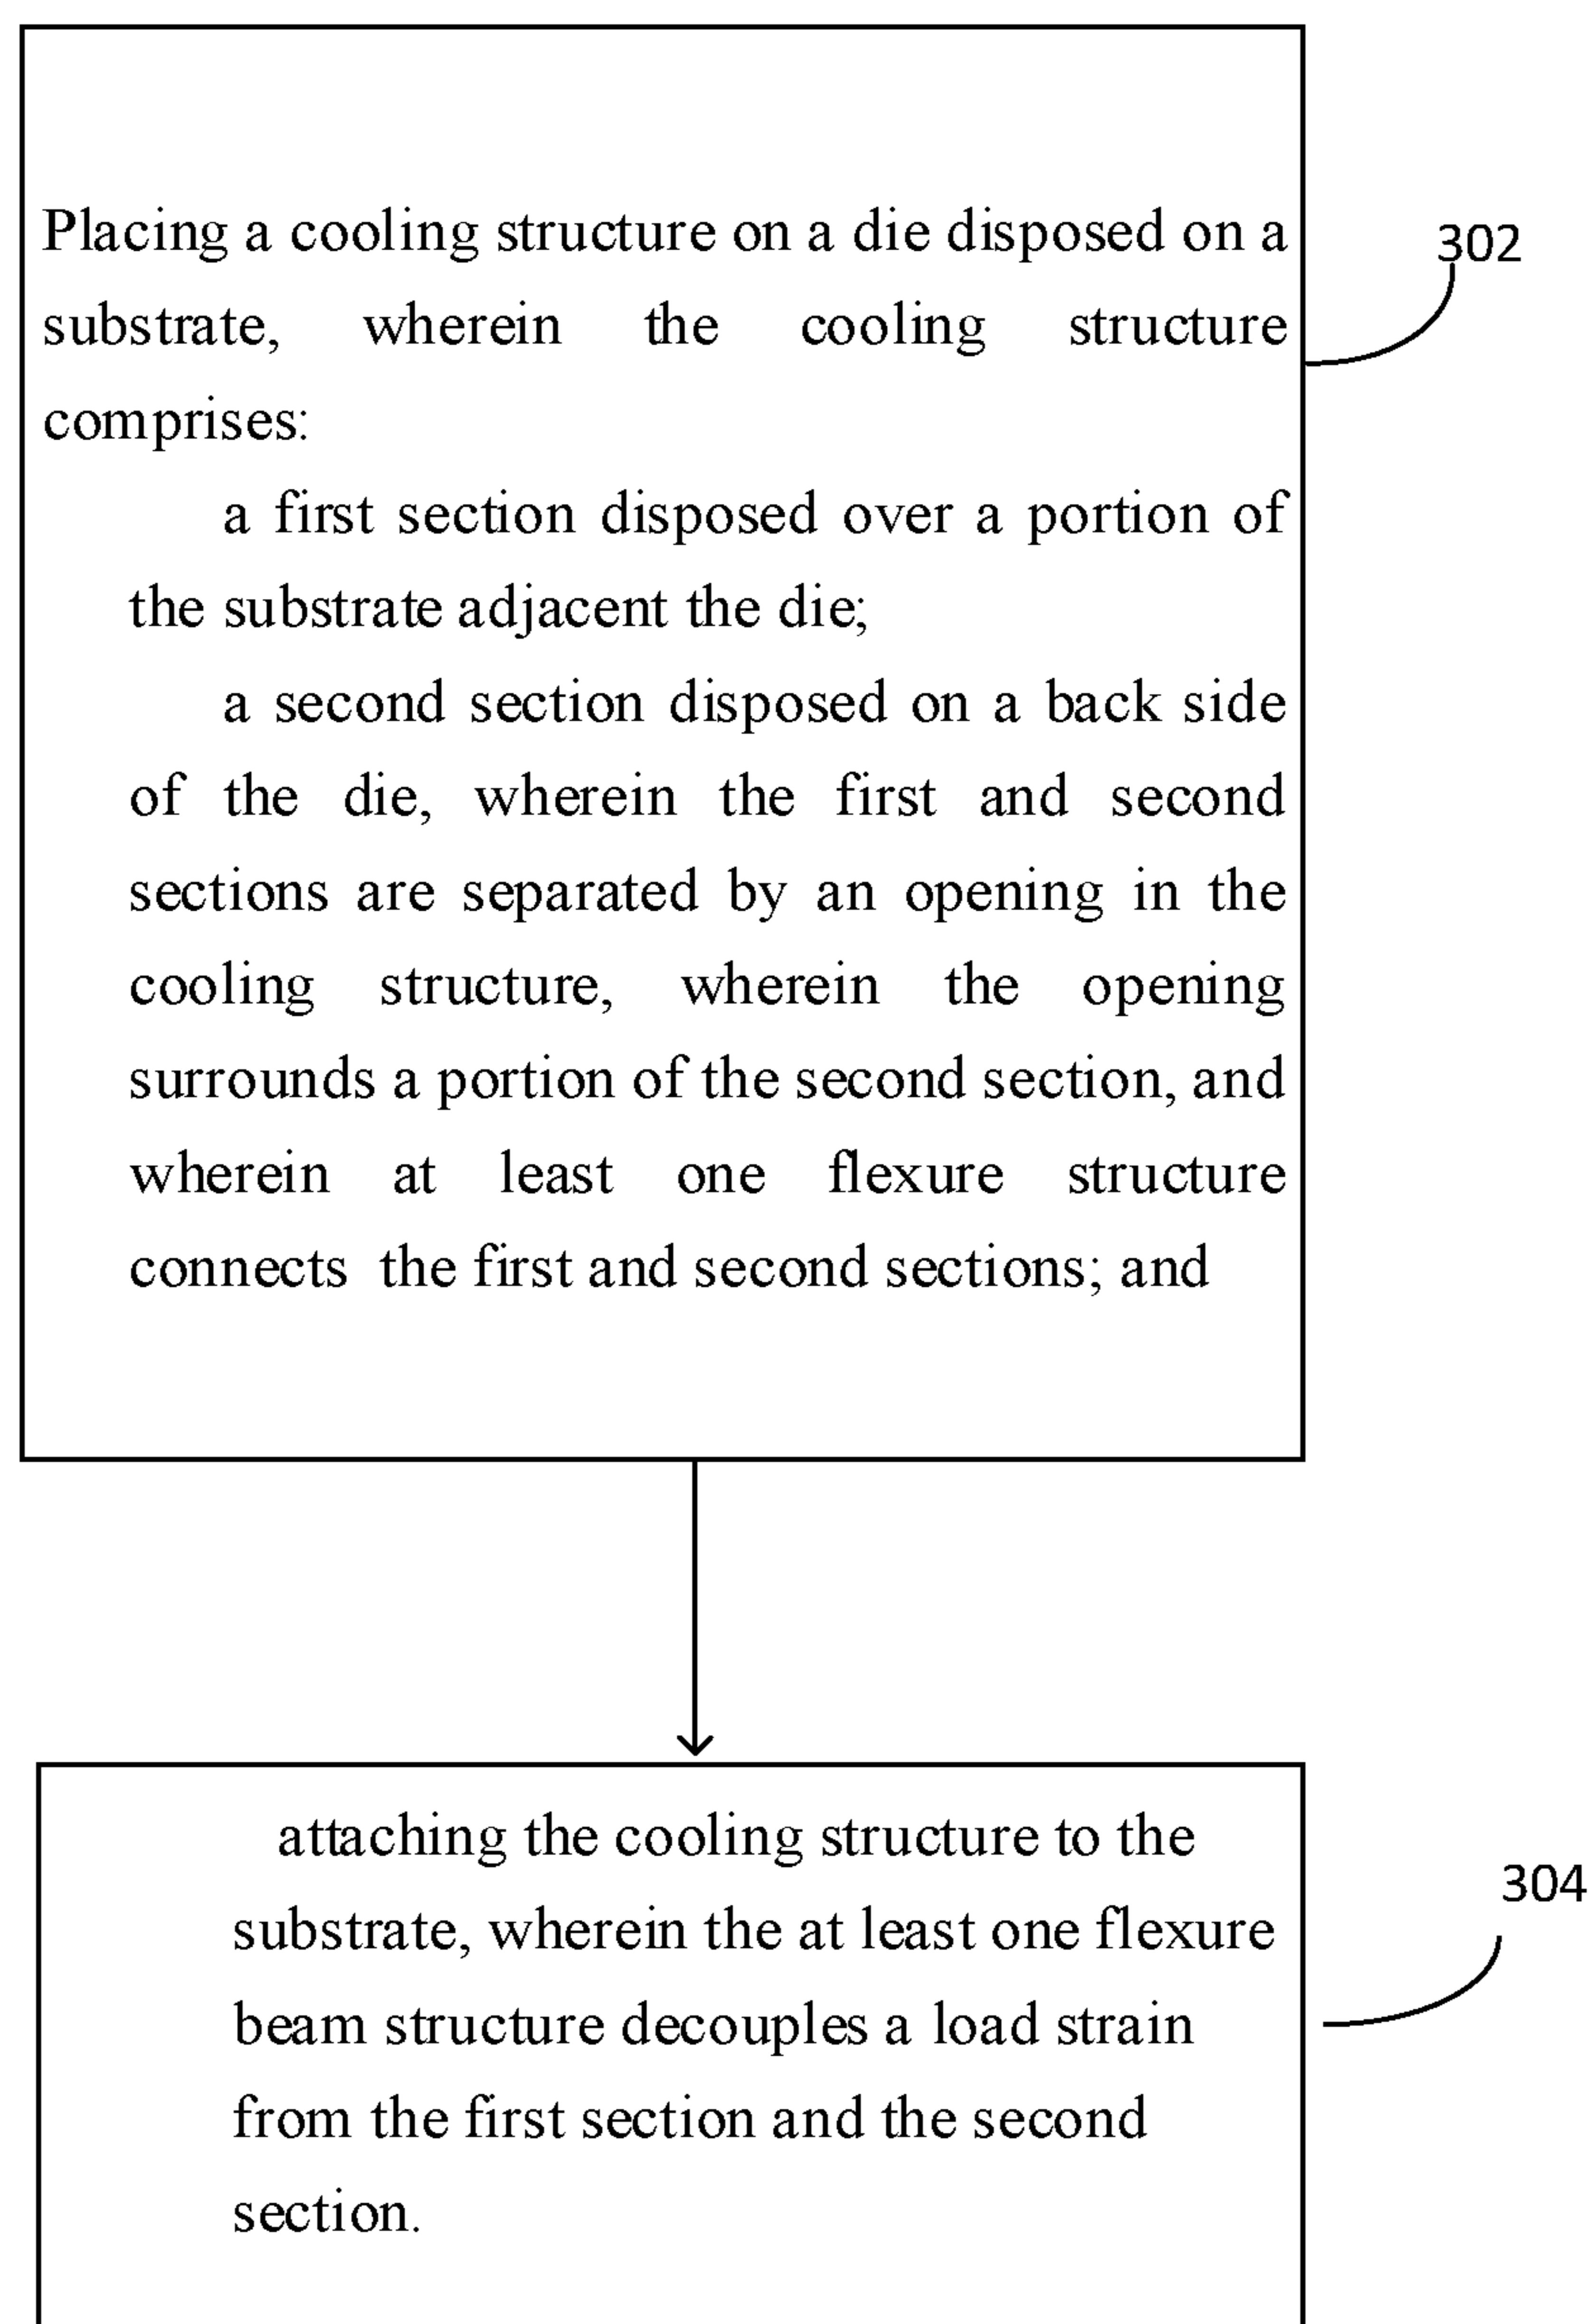 Placing a cooling structure on a die disposed on a
substrate, wherein the cooling structure
comprises:
a first section disposed over a portion of
the substrate adjacent the die;
a second section disposed on a back side
of the die, wherein the first and second
sections are separated by an opening in the
cooling structure, wherein the opening
surrounds a portion of the second section, and
wherein at least one flexure structure
connects the first and second sections; and
302
attaching the cooling structure to the
substrate, wherein the at least one flexure
beam structure decouples a load strain
from the first section and the second
section.
304